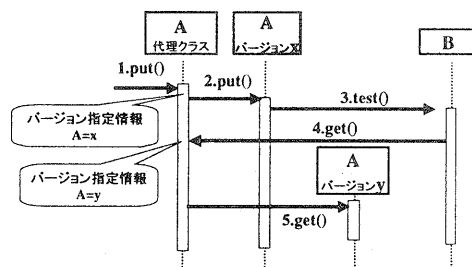 A
代理クラス
A
バージョンx
B
1.put()
2.put()
3.test()
バージョン指定情報
A=x
4.get()
バージョン指定情報
A=y
A
バージョンy
5.get()